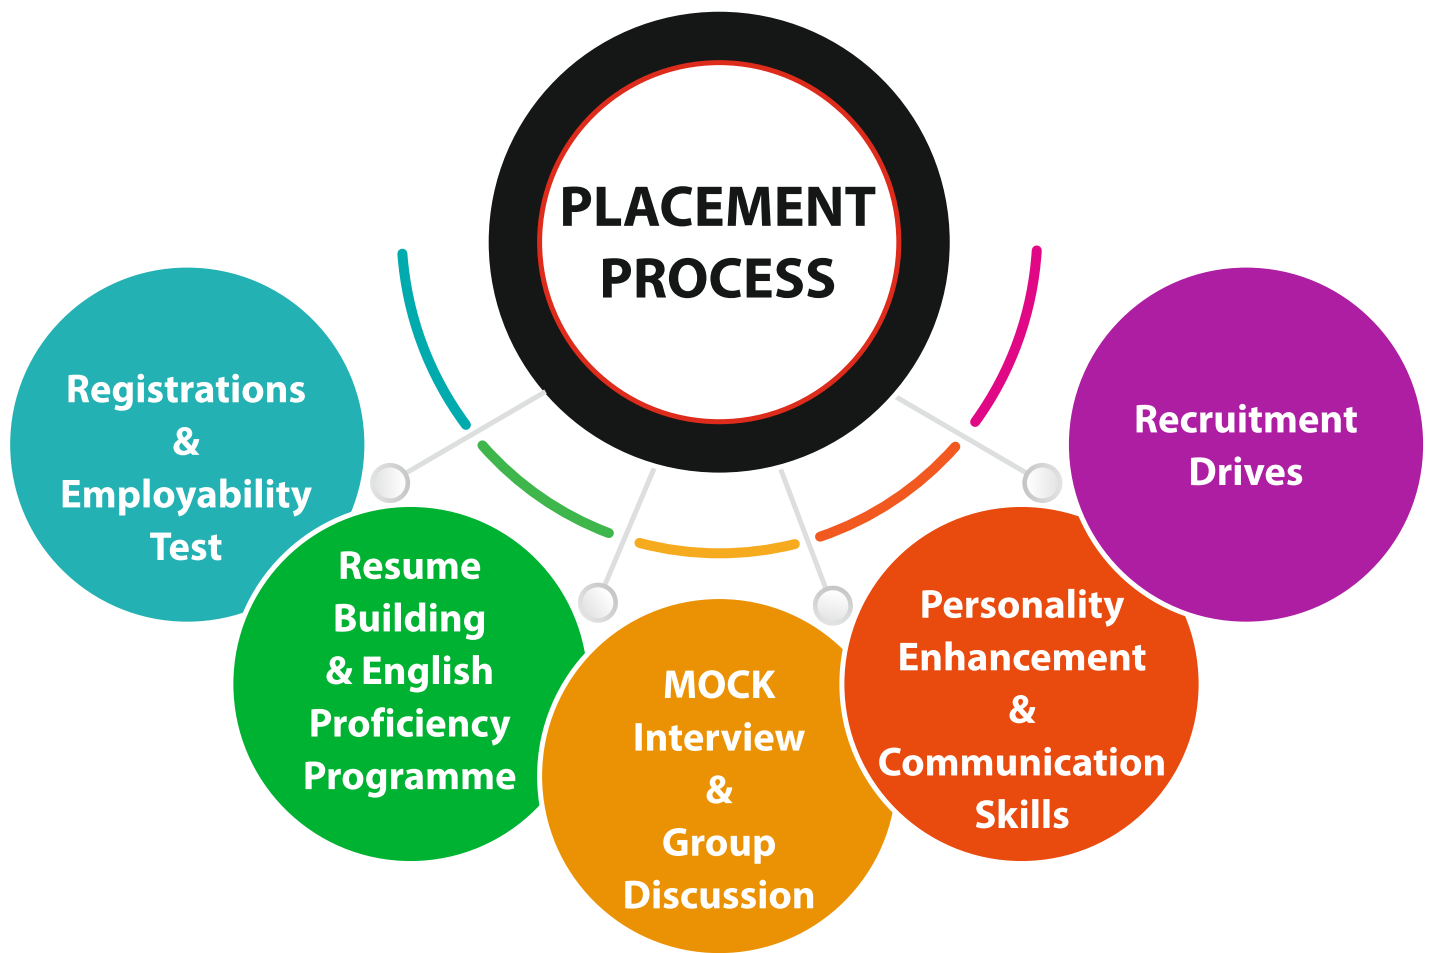 PLACEMENT
PROCESS
Registrations
&
Employability
Test
Resume
Building
& English
Proficiency
Programme
MOCK
Interview
&
Group
Discussion
Personality
Enhancement
&
Communication
Skills
Recruitment
Drives